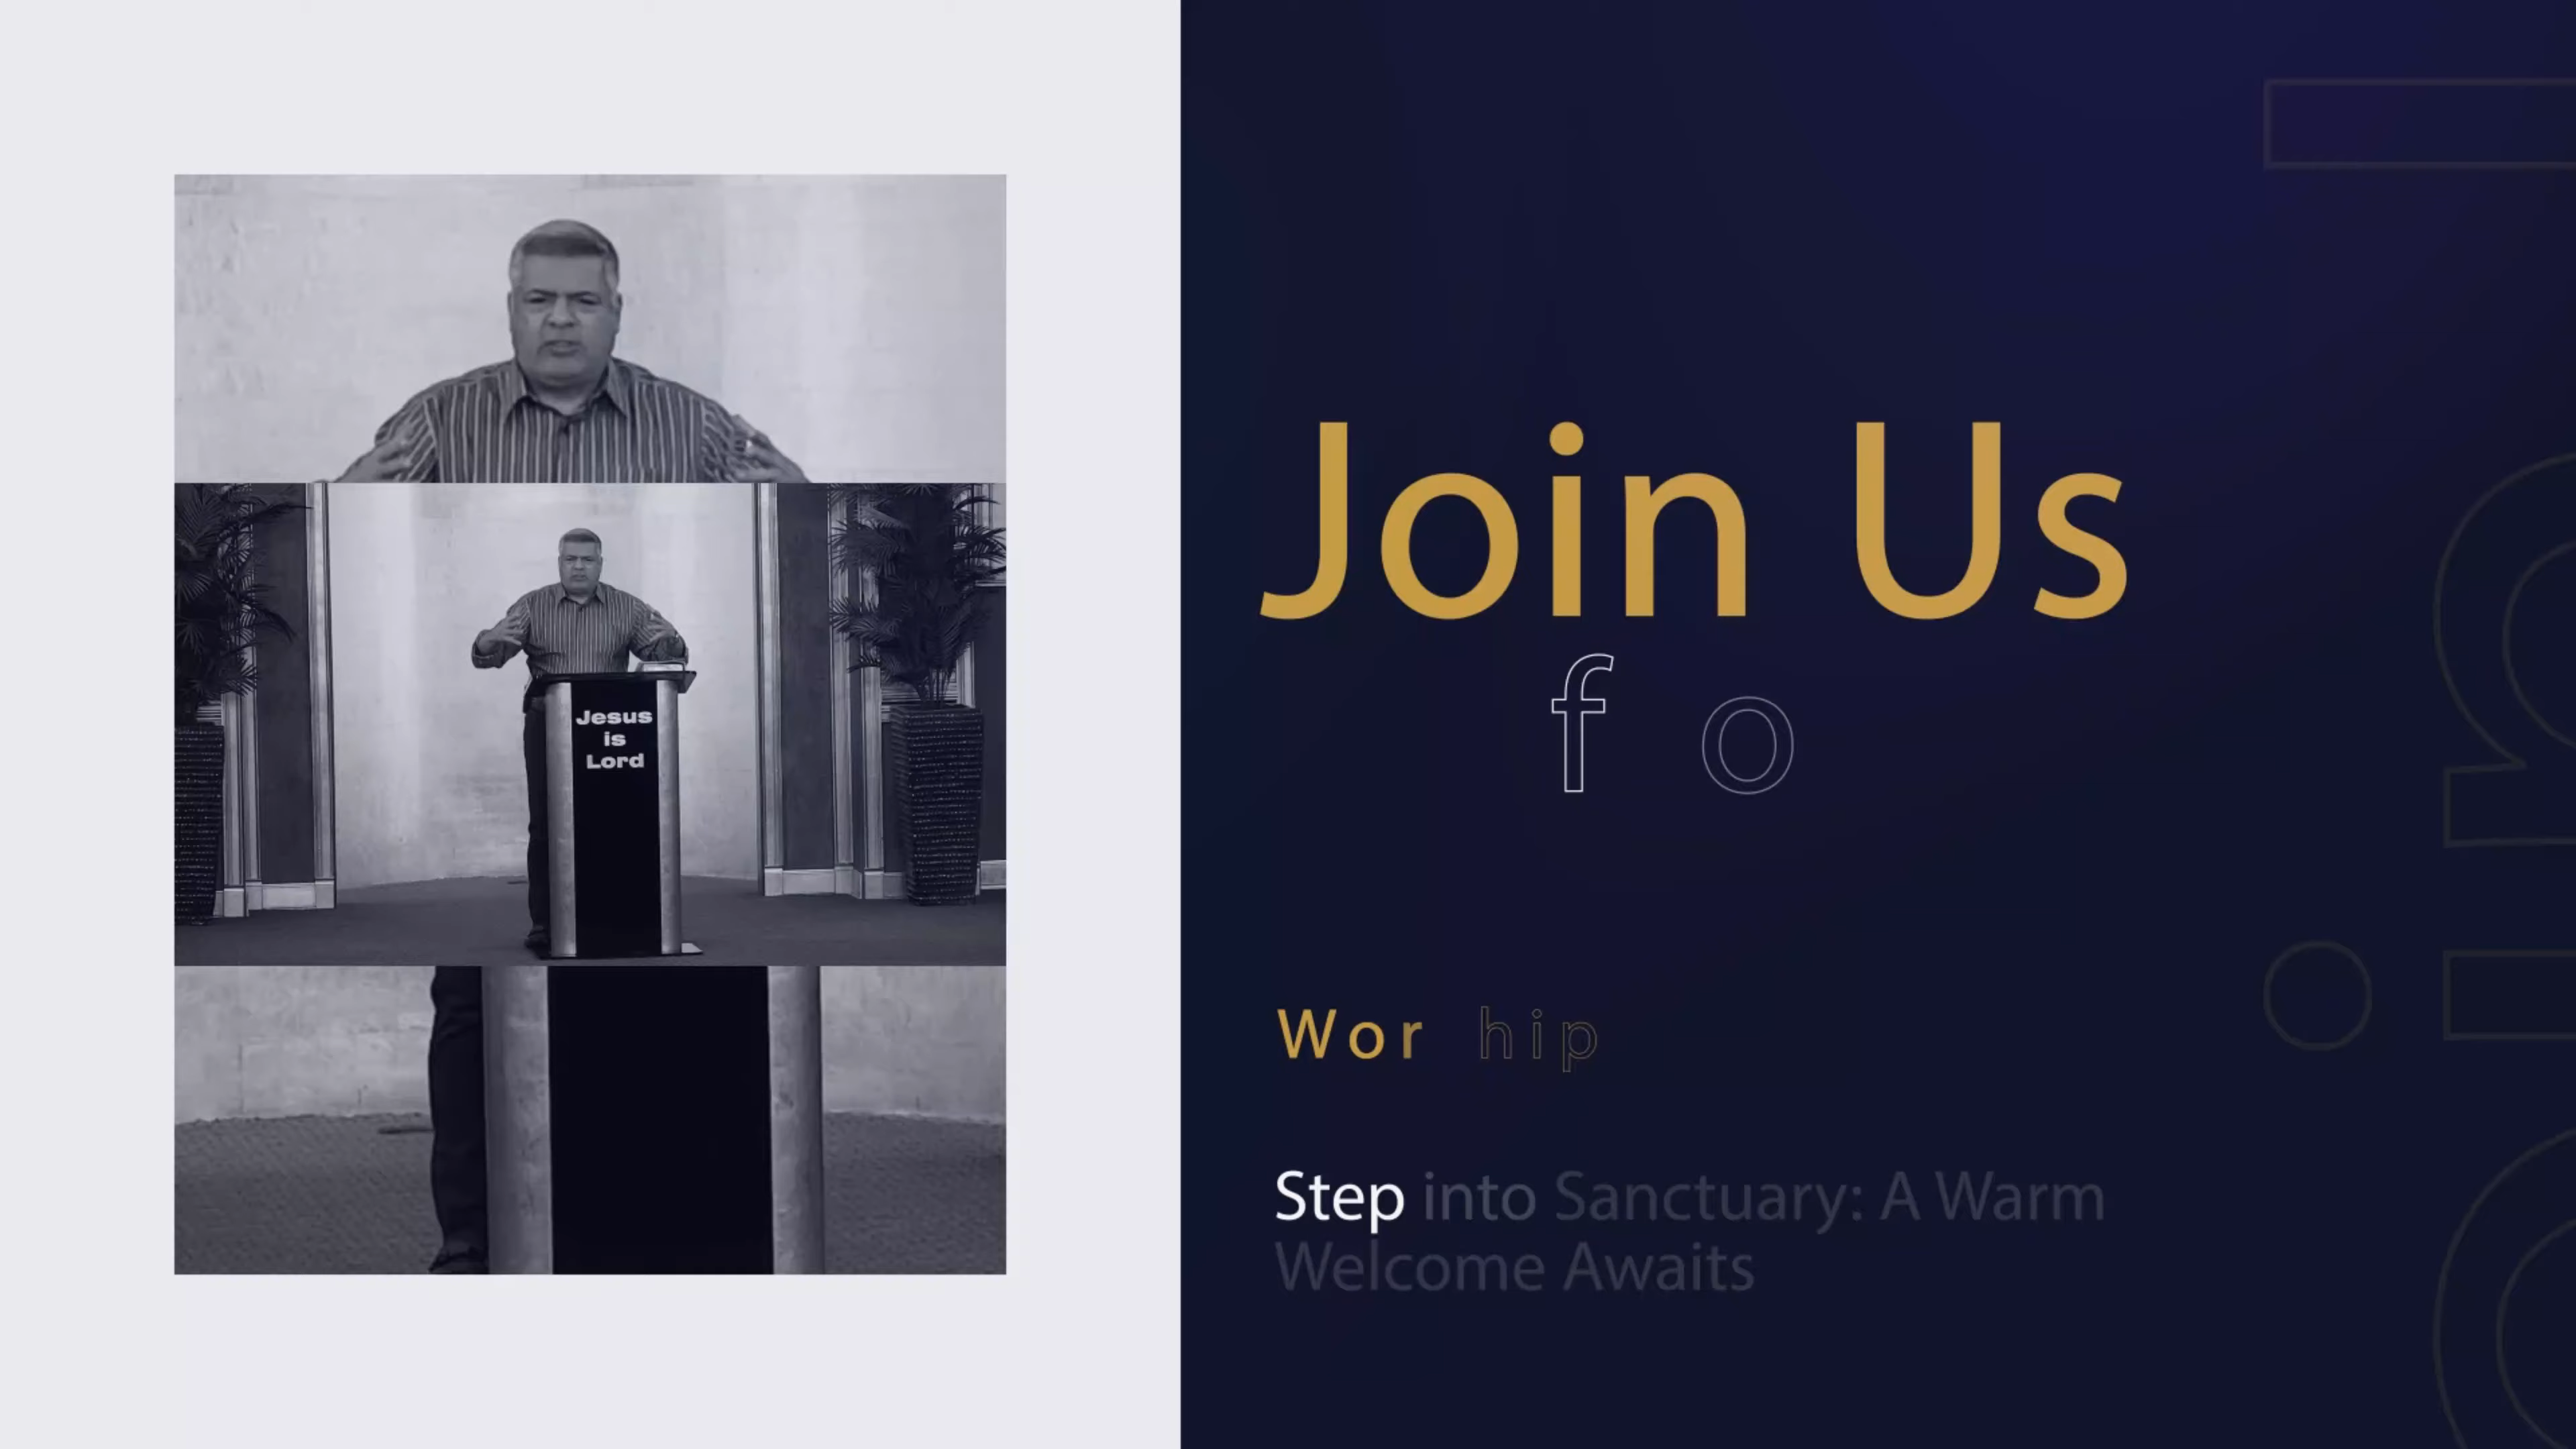 Jesus
is
Lord
Join Us
f o
Wor hip
Step into Sanctuary: A Warm
Welcome Awaits